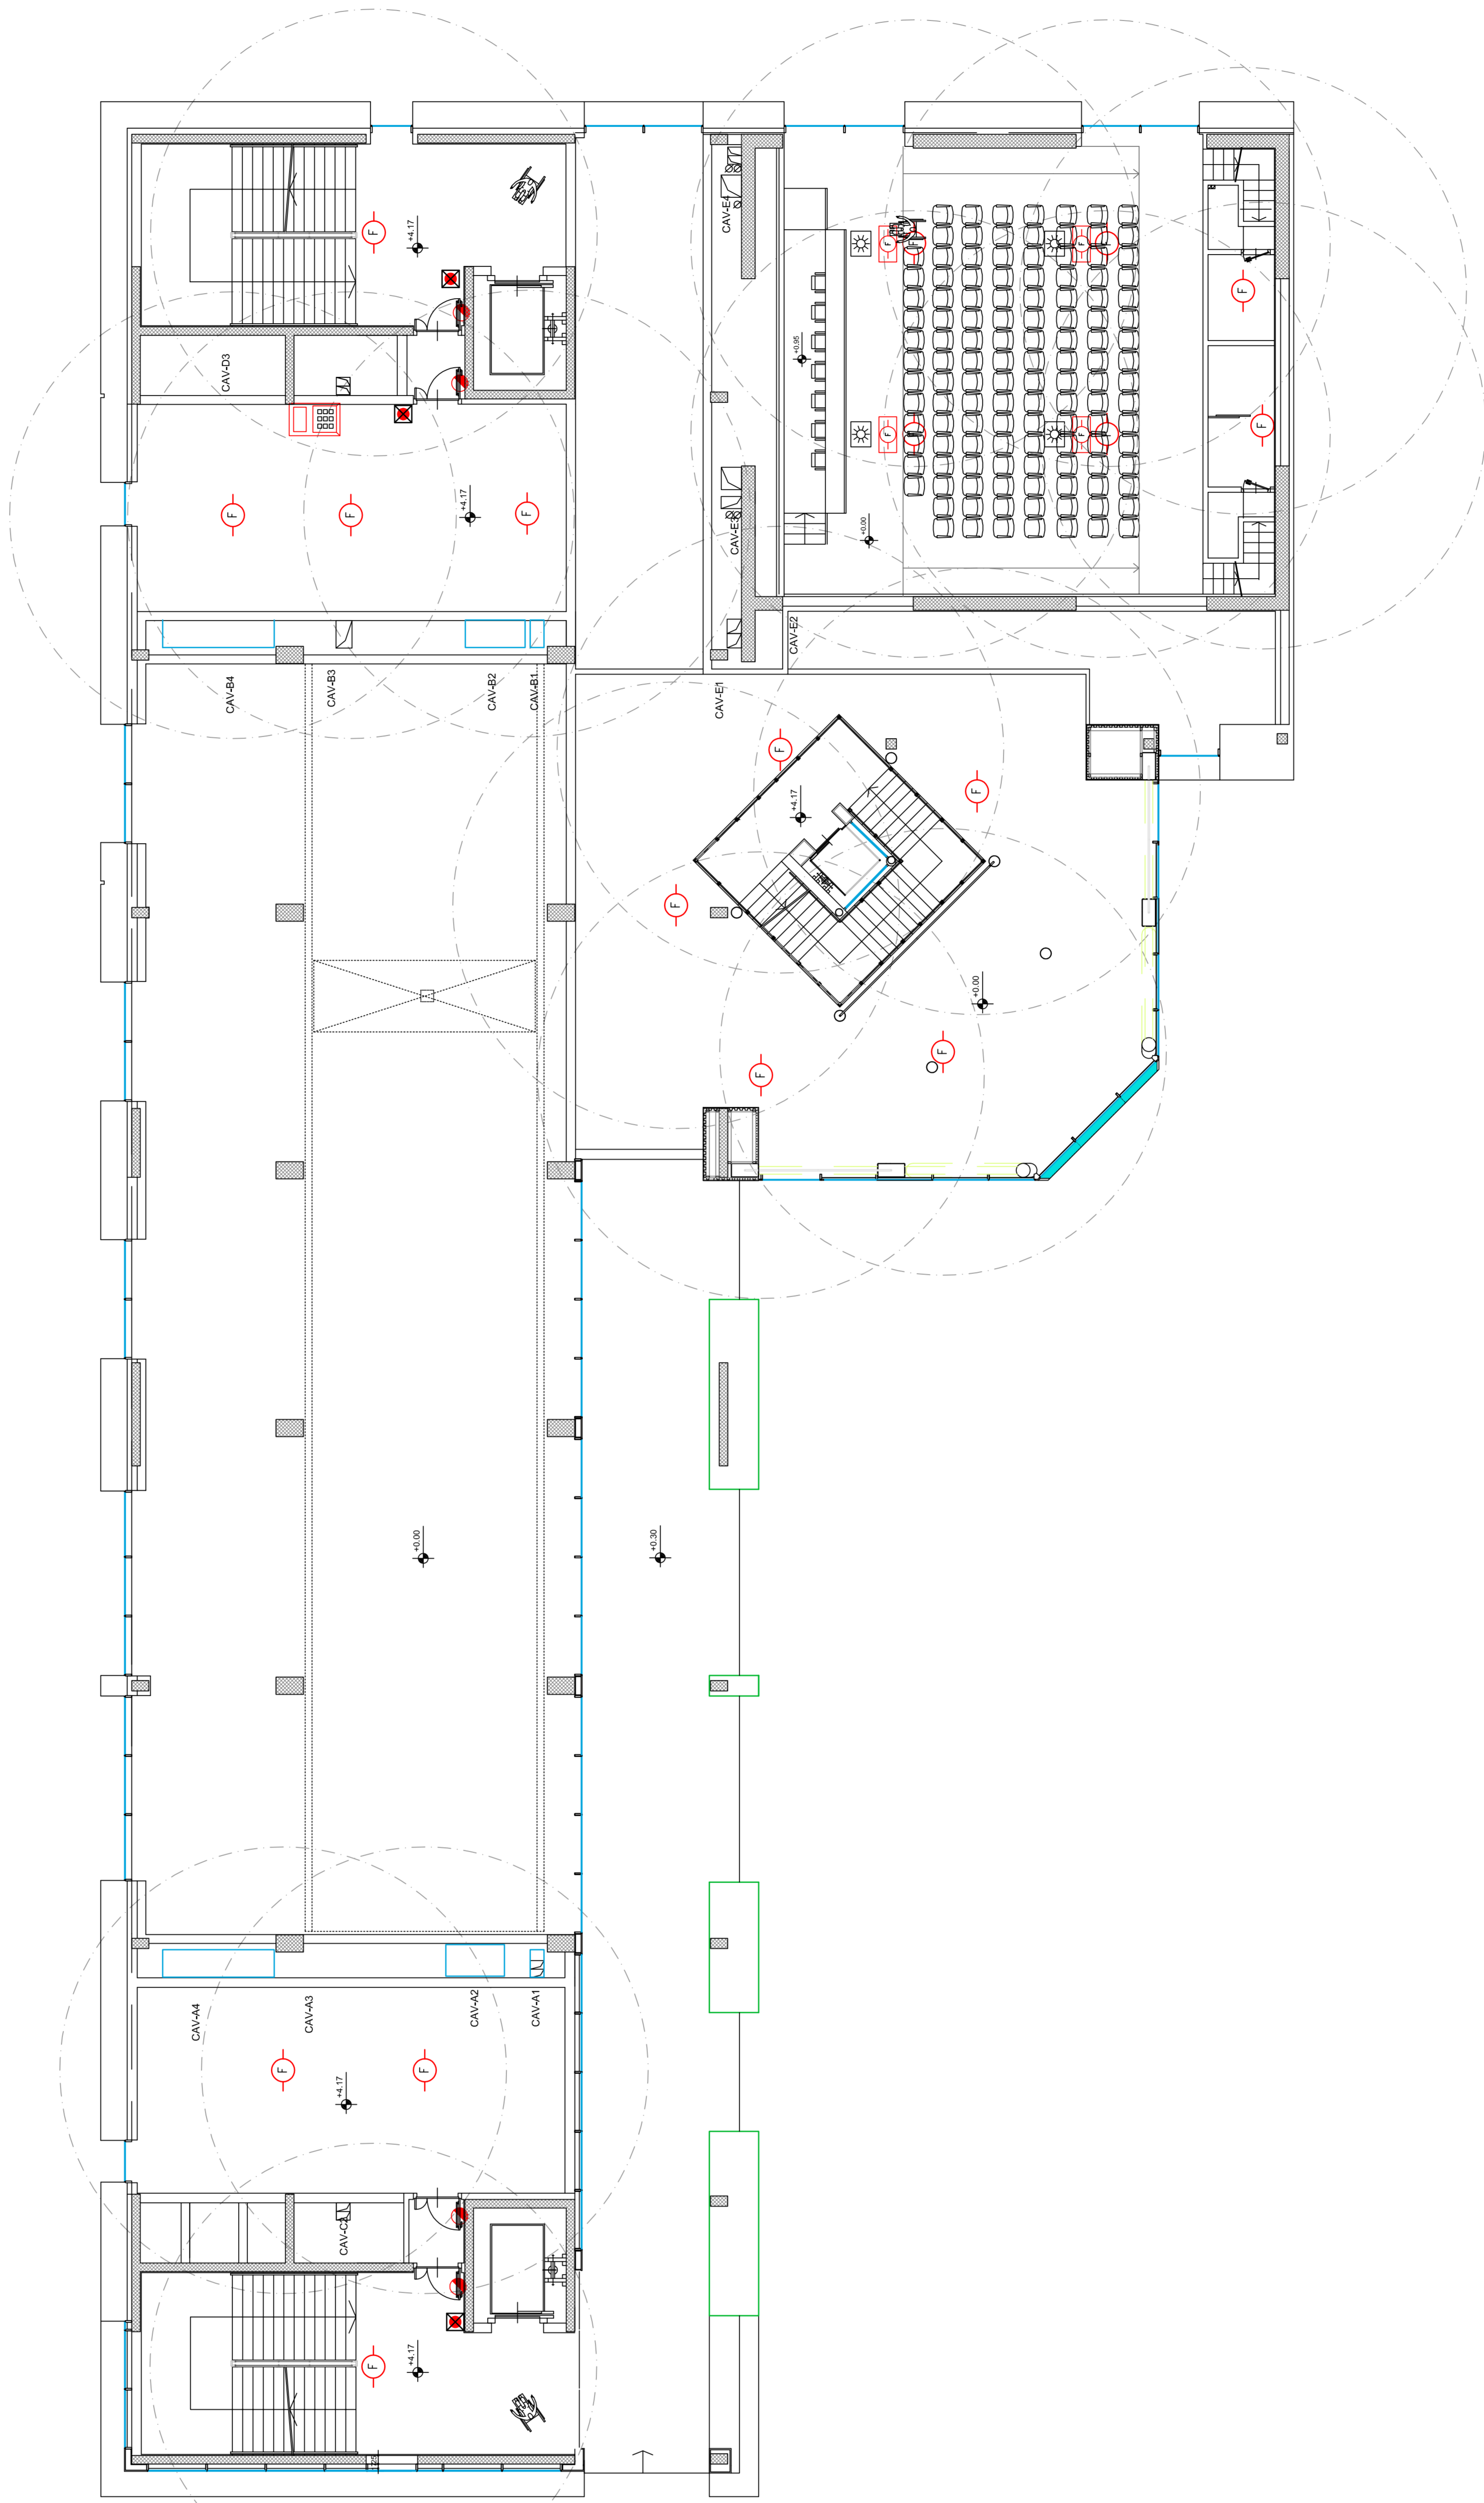 +4.17
F
CAV-E4
F
F
F
F
F
+0.95
CAV-D3
F
F
F
F
F
+4.17
F
F
F
CAV-E3
+0.00
CAV-E2
CAV-B4
CAV-B3
CAV-B2
CAV-B1
CAV-E1
F
F
+4.17
F
+0.00
F
F
+0.00
+0.30
CAV-A4
CAV-A3
CAV-A2
CAV-A1
F
F
+4.17
CAV-C2
+4.17
F